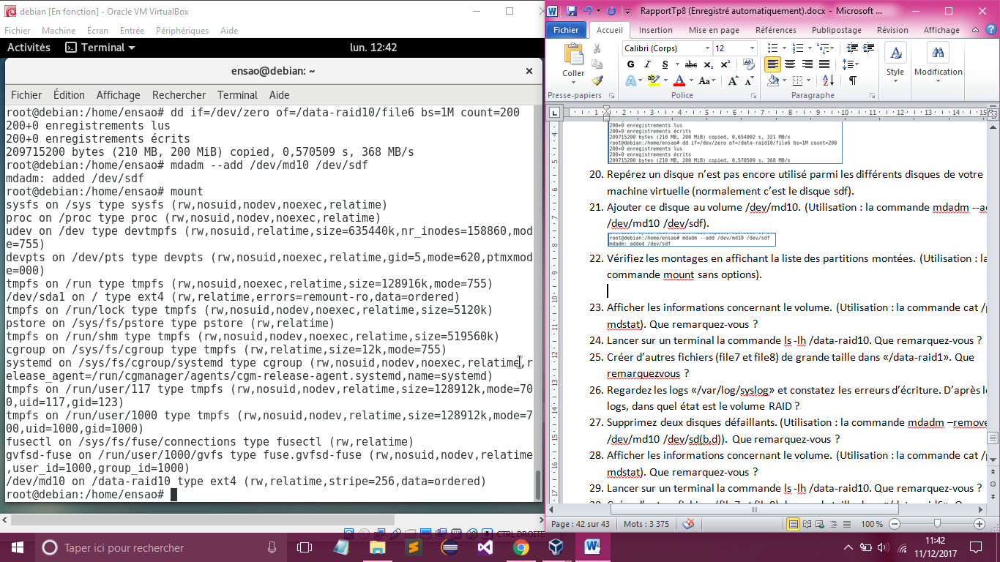 debian [En fonction] - Oracle VM VirtualBox
Fichier Machine Écran Entrée Périphériques Aide
Activités Terminal lun. 12:42
ensao@debian: ~
Fichier Édition Affichage Rechercher Terminal Aide
root@debian:/home/ensao# dd if=/dev/zero of=/data-raid10/file6 bs=1M count=200
200+0 enregistrements lus
200+0 enregistrements écrits
209715200 bytes (210 MB, 200 MiB) copied, 0,570509 s, 368 MB/s
root@debian:/home/ensao# mdadm --add /dev/md10 /dev/sdf
mdadm: added /dev/sdf
root@debian:/home/ensao# mount
sysfs on /sys type sysfs (rw,nosuid,nodev,noexec,relatime)
proc on /proc type proc (rw,nosuid,nodev,noexec,relatime)
udev on /dev type devtmpfs (rw,nosuid,relatime,size=635440k,nr_inodes=158860,mod
e=755)
devpts on /dev/pts type devpts (rw,nosuid,noexec,relatime,gid=5,mode=620,ptmxmod
e=000)
tmpfs on /run type tmpfs (rw,nosuid,noexec,relatime,size=128916k,mode=755)
/dev/sda1 on / type ext4 (rw,relatime,errors=remount-ro,data=ordered)
tmpfs on /run/lock type tmpfs (rw,nosuid,nodev,noexec,relatime,size=5120k)
pstore on /sys/fs/pstore type pstore (rw,relatime)
tmpfs on /run/shm type tmpfs (rw,nosuid,nodev,noexec,relatime,size=519560k)
cgroup on /sys/fs/cgroup type tmpfs (rw,relatime,size=12k,mode=755)
systemd on /sys/fs/cgroup/systemd type cgroup (rw,nosuid,nodev,noexec,relatime,r
elease_agent=/run/cgmanager/agents/cgm-release-agent.systemd,name=systemd)
tmpfs on /run/user/117 type tmpfs (rw,nosuid,nodev,relatime,size=128912k,mode=70
0,uid=117,gid=123)
tmpfs on /run/user/1000 type tmpfs (rw,nosuid,nodev,relatime,size=128912k,mode=7
00,uid=1000,gid=1000)
fusectl on /sys/fs/fuse/connections type fusectl (rw,relatime)
gvfsd-fuse on /run/user/1000/gvfs type fuse.gvfsd-fuse (rw,nosuid,nodev,relatime
,user_id=1000,group_id=1000)
/dev/md10 on /data-raid10 type ext4 (rw,relatime,stripe=256,data=ordered)
root@debian:/home/ensao#
CTRL DROITE
RapportTp8 (Enregistré automatiquement).docx - Microsoft ...
Fichier Accueil Insertion Mise en page Références Publipostage Révision Affichage
Calibri (Corps) 12
Coller
G I S abc x₂ x²
Style Modification
Presse-papiers Police Paragraphe
1 2 3 4 5 6 7 8 9 10 11 12 13 14 15
200+0 enregistrements lus
200+0 enregistrements écrits
209715200 bytes (210 MB, 200 MiB) copied, 0,654002 s, 321 MB/s
root@debian:/home/ensao# dd if=/dev/zero of=/data-raid10/file6 bs=1M count=200
200+0 enregistrements lus
200+0 enregistrements écrits
209715200 bytes (210 MB, 200 MiB) copied, 0,570509 s, 368 MB/s
20. Repérez un disque n'est pas encore utilisé parmi les différents disques de votre
machine virtuelle (normalement c'est le disque sdf).
21. Ajouter ce disque au volume /dev/md10. (Utilisation : la commande mdadm --a
/dev/md10 /dev/sdf).
root@debian:/home/ensao# mdadm --add /dev/md10 /dev/sdf
mdadm: added /dev/sdf
22. Vérifiez les montages en affichant la liste des partitions montées. (Utilisation : la
commande mount sans options).
23. Afficher les informations concernant le volume. (Utilisation : la commande cat /p
mdstat). Que remarquez-vous ?
24. Lancer sur un terminal la commande ls -lh /data-raid10. Que remarquez-vous ?
25. Créer d'autres fichiers (file7 et file8) de grande taille dans «/data-raid1». Que
remarquezvous ?
26. Regardez les logs «/var/log/syslog» et constatez les erreurs d'écriture. D'après le
logs, dans quel état est le volume RAID ?
27. Supprimez deux disques défaillants. (Utilisation : la commande mdadm –remove
/dev/md10 /dev/sd(b,d)). Que remarquez-vous ?
28. Afficher les informations concernant le volume. (Utilisation : la commande cat /p
mdstat). Que remarquez-vous ?
29. Lancer sur un terminal la commande ls -lh /data-raid10. Que remarquez-vous ?
Page : 42 sur 43 Mots : 3 375 100 %
Taper ici pour rechercher
11:42
11/12/2017